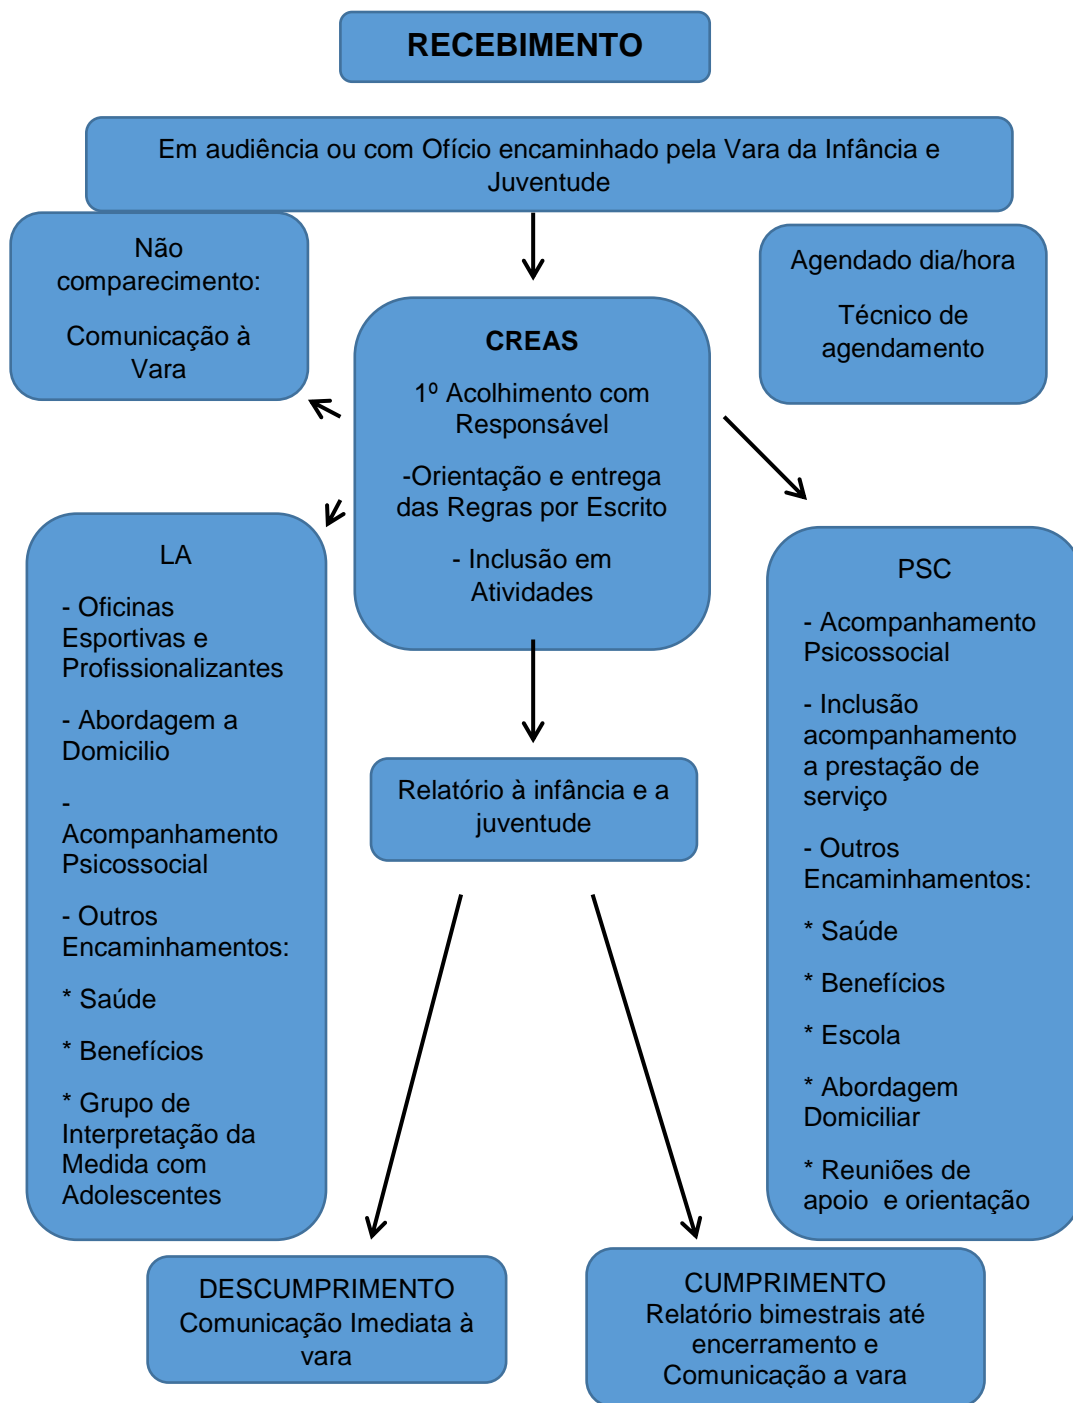 RECEBIMENTO
Em audiência ou com Ofício encaminhado pela Vara da Infância e
Juventude
Não
comparecimento:
Comunicação à
Vara
Agendado dia/hora
Técnico de
agendamento
CREAS
1º Acolhimento com
Responsável
-Orientação e entrega
das Regras por Escrito
- Inclusão em
Atividades
LA
- Oficinas
Esportivas e
Profissionalizantes
- Abordagem a
Domicilio
-
Acompanhamento
Psicossocial
- Outros
Encaminhamentos:
* Saúde
* Benefícios
* Grupo de
Interpretação da
Medida com
Adolescentes
PSC
- Acompanhamento
Psicossocial
- Inclusão
acompanhamento
a prestação de
serviço
- Outros
Encaminhamentos:
* Saúde
* Benefícios
* Escola
* Abordagem
Domiciliar
* Reuniões de
apoio  e orientação
Relatório à infância e a
juventude
DESCUMPRIMENTO
Comunicação Imediata à
vara
CUMPRIMENTO
Relatório bimestrais até
encerramento e
Comunicação a vara